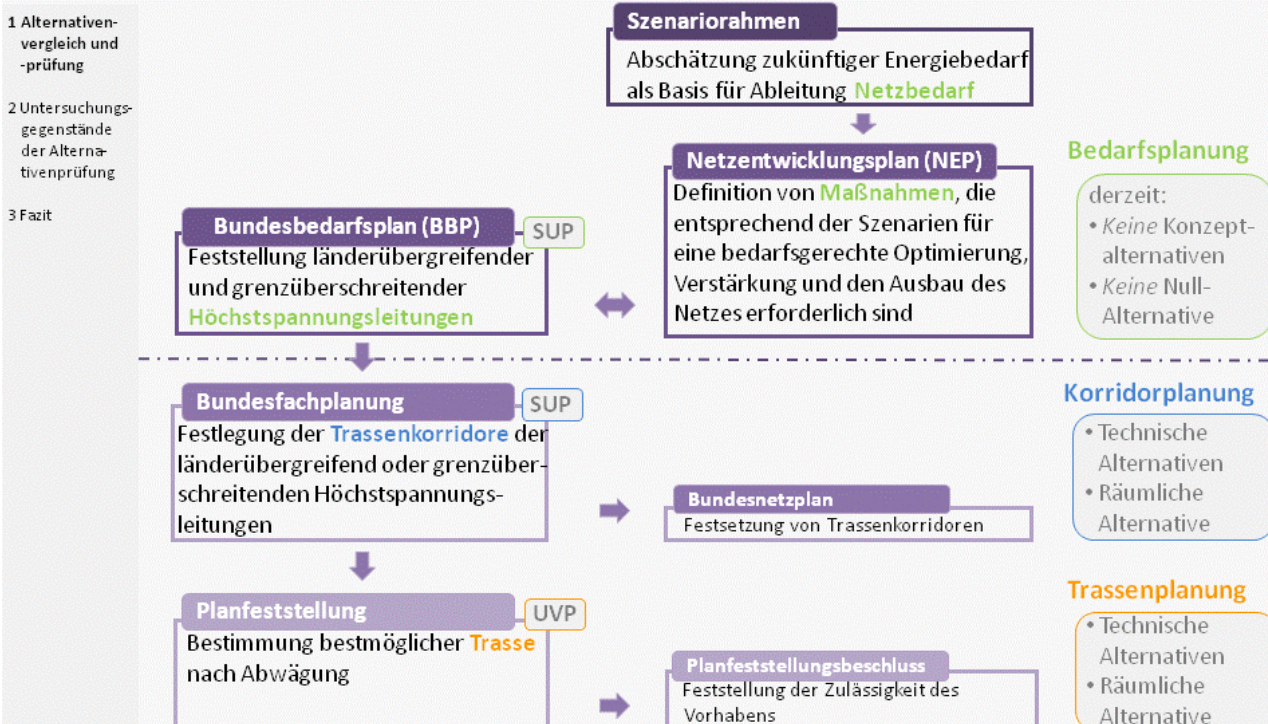 1 Alternativen-
vergleich und
-prüfung
2 Untersuchungs-
gegenstände
der Alterna-
tivenprüfung
3 Fazit
Szenariorahmen
Abschätzung zukünftiger Energiebedarf
als Basis für Ableitung Netzbedarf
Netzentwicklungsplan (NEP)
Definition von Maßnahmen, die
entsprechend der Szenarien für
eine bedarfsgerechte Optimierung,
Verstärkung und den Ausbau des
Netzes erforderlich sind
Bedarfsplanung
derzeit:
• Keine Konzept-
alternativen
• Keine Null-
Alternative
Bundesbedarfsplan (BBP)
SUP
Feststellung länderübergreifender
und grenzüberschreitender
Höchstspannungsleitungen
Bundesfachplanung
SUP
Festlegung der Trassenkorridore der
länderübergreifend oder grenzüber-
schreitenden Höchstspannungs-
leitungen
Bundesnetzplan
Festsetzung von Trassenkorridoren
Korridorplanung
• Technische
Alternativen
• Räumliche
Alternative
Planfeststellung
UVP
Bestimmung bestmöglicher Trasse
nach Abwägung
Planfeststellungsbeschluss
Feststellung der Zulässigkeit des
Vorhabens
Trassenplanung
• Technische
Alternativen
• Räumliche
Alternative